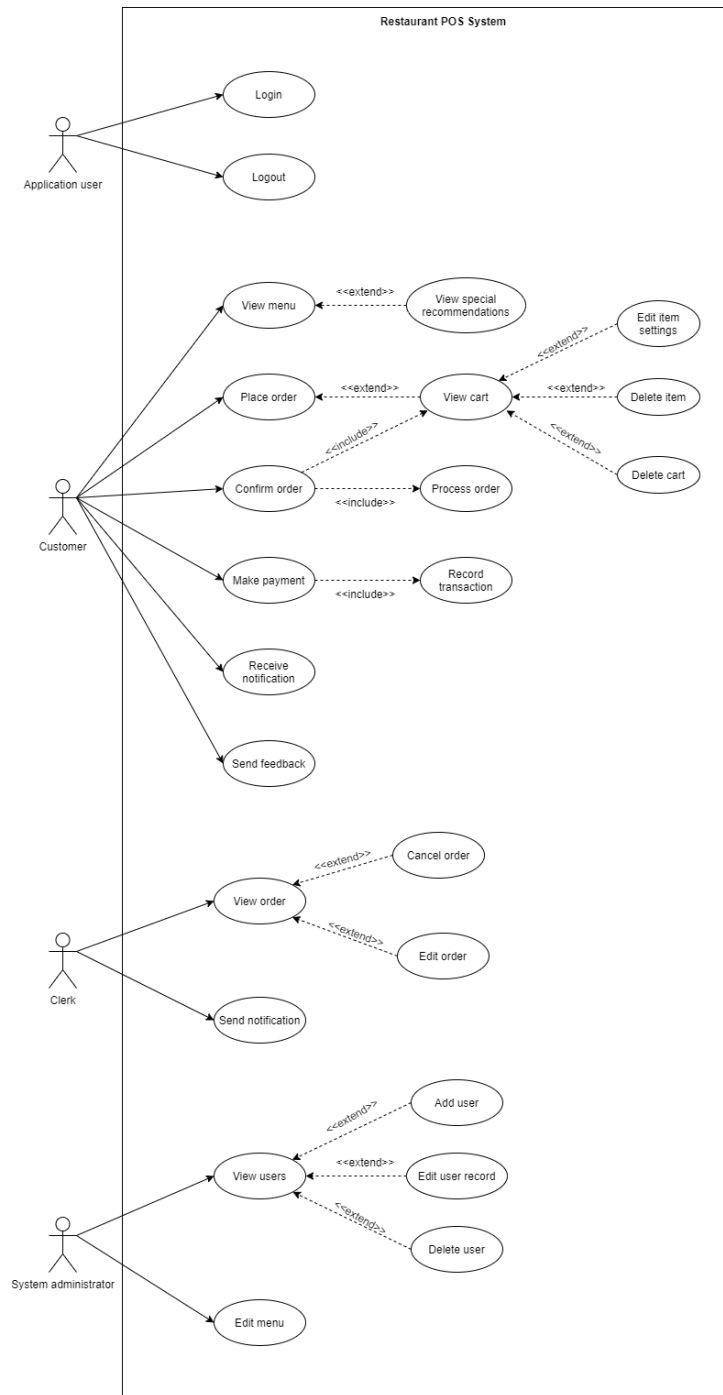 Restaurant POS System
Login
Application user
Logout
View menu
<<extend>>
View special
recommendations
Edit item
settings
<<extend>>
Place order
<<extend>>
View cart
<<extend>>
Delete item
<<include>>
<<extend>>
Delete cart
Customer
Confirm order
<<include>>
Process order
Make payment
<<include>>
Record
transaction
Receive
notification
Send feedback
Cancel order
<<extend>>
View order
<<extend>>
Edit order
Clerk
Send notification
Add user
<<extend>>
View users
<<extend>>
Edit user record
<<extend>>
Delete user
System administrator
Edit menu